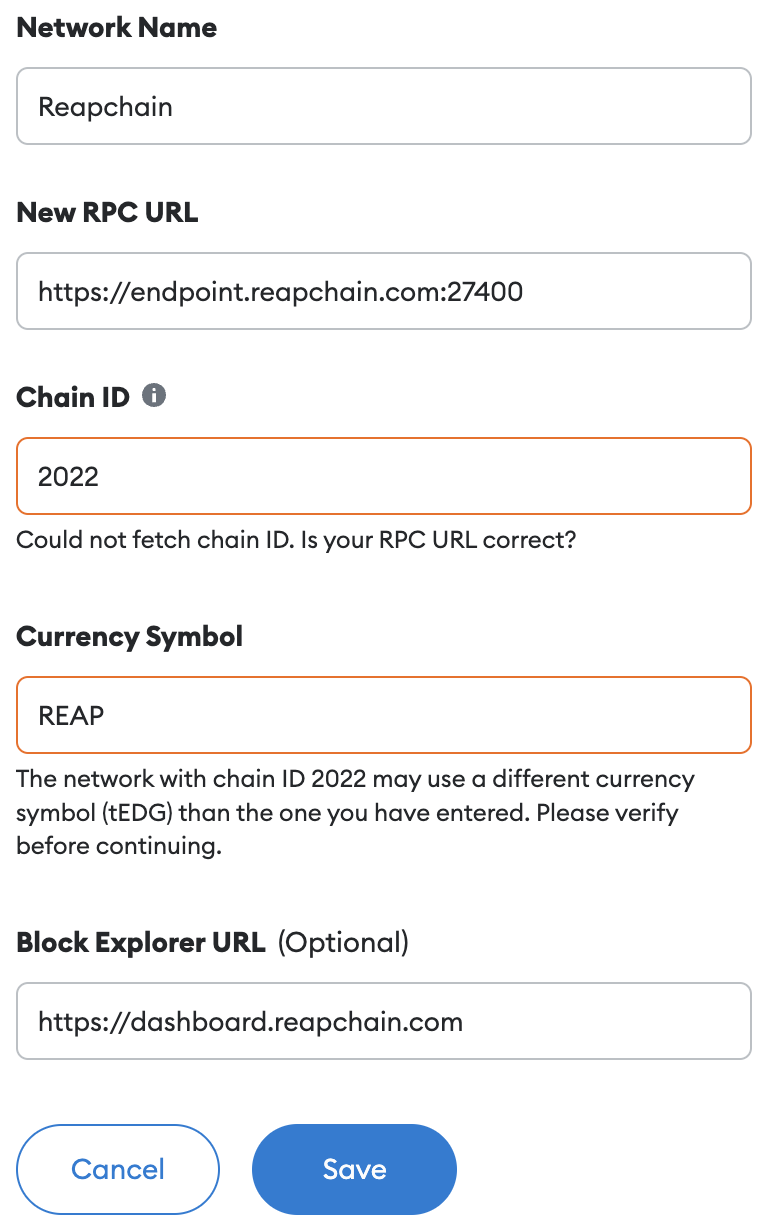 Network Name
Reapchain
New RPC URL
https://endpoint.reapchain.com:27400
Chain ID
2022
Could not fetch chain ID. Is your RPC URL correct?
Currency Symbol
REAP
The network with chain ID 2022 may use a different currency
symbol (tEDG) than the one you have entered. Please verify
before continuing.
Block Explorer URL (Optional)
https://dashboard.reapchain.com
Cancel Save